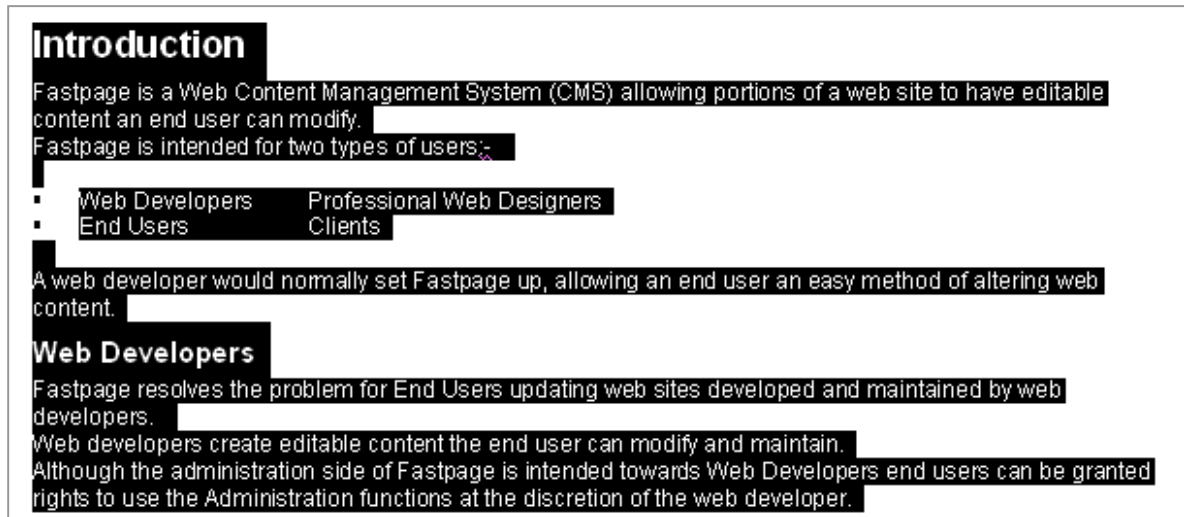 Introduction
Fastpage is a Web Content Management System (CMS) allowing portions of a web site to have editable
content an end user can modify.
Fastpage is intended for two types of users:-
▪ Web Developers Professional Web Designers
▪ End Users Clients
A web developer would normally set Fastpage up, allowing an end user an easy method of altering web
content.
Web Developers
Fastpage resolves the problem for End Users updating web sites developed and maintained by web
developers.
Web developers create editable content the end user can modify and maintain.
Although the administration side of Fastpage is intended towards Web Developers end users can be granted
rights to use the Administration functions at the discretion of the web developer.